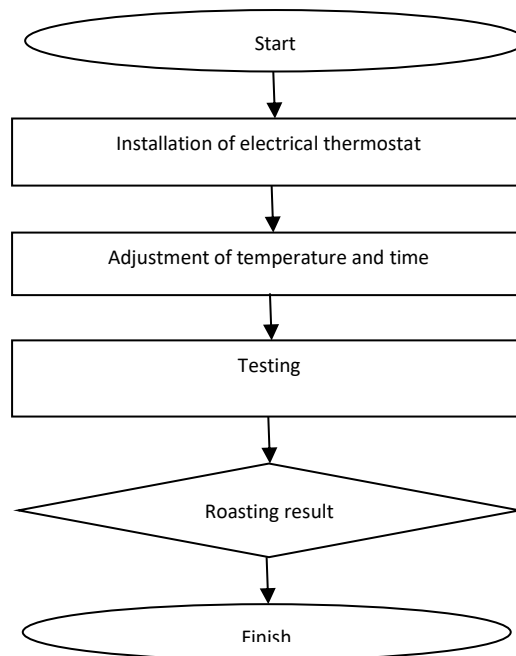 Start
Installation of electrical thermostat
Adjustment of temperature and time
Testing
Roasting result
Finish